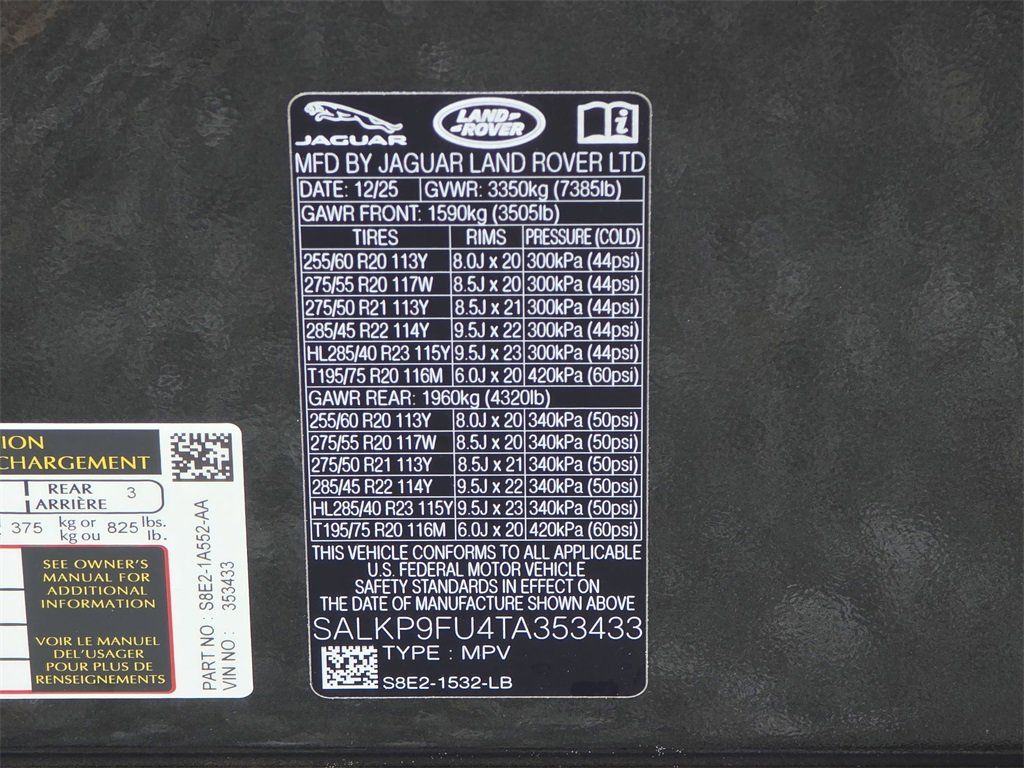 JAGUAR
LAND-
-ROVER
i
MFD BY JAGUAR LAND ROVER LTD
DATE: 12/25 GVWR: 3350kg (7385lb)
GAWR FRONT: 1590kg (3505lb)
TIRES RIMS PRESSURE (COLD)
255/60 R20 113Y 8.0J x 20 300kPa (44psi)
275/55 R20 117W 8.5J x 20 300kPa (44psi)
275/50 R21 113Y 8.5J x 21 300kPa (44psi)
285/45 R22 114Y 9.5J x 22 300kPa (44psi)
HL285/40 R23 115Y 9.5J x 23 300kPa (44psi)
T195/75 R20 116M 6.0J x 20 420kPa (60psi)
GAWR REAR: 1960kg (4320lb)
255/60 R20 113Y 8.0J x 20 340kPa (50psi)
275/55 R20 117W 8.5J x 20 340kPa (50psi)
275/50 R21 113Y 8.5J x 21 340kPa (50psi)
285/45 R22 114Y 9.5J x 22 340kPa (50psi)
HL285/40 R23 115Y 9.5J x 23 340kPa (50psi)
T195/75 R20 116M 6.0J x 20 420kPa (60psi)
THIS VEHICLE CONFORMS TO ALL APPLICABLE
U.S. FEDERAL MOTOR VEHICLE
SAFETY STANDARDS IN EFFECT ON
THE DATE OF MANUFACTURE SHOWN ABOVE
SALKP9FU4TA353433
TYPE : MPV
S8E2-1532-LB
ION
CHARGEMENT
REAR 3
ARRIÈRE
375 kg or 825 lbs.
kg ou lb.
SEE OWNER'S
MANUAL FOR
ADDITIONAL
INFORMATION
VOIR LE MANUEL
DEL'USAGER
POUR PLUS DE
RENSEIGNEMENTS
PART NO : S8E2-1A552-AA
VIN NO : 353433